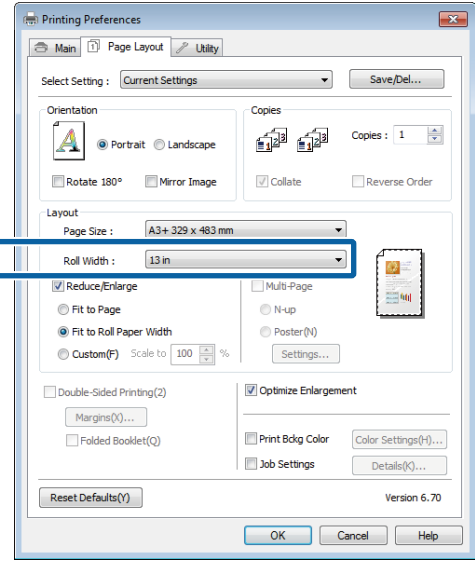 Printing Preferences
Main Page Layout Utility
Select Setting : Current Settings Save/Del...
Orientation
Portrait Landscape
Rotate 180° Mirror Image
Copies
Copies : 1
Collate Reverse Order
Layout
Page Size : A3+ 329 x 483 mm
Roll Width : 13 in
Reduce/Enlarge
Fit to Page
Fit to Roll Paper Width
Custom(F) Scale to 100 %
Multi-Page
N-up
Poster(N)
Settings...
Double-Sided Printing(2)
Margins(X)...
Folded Booklet(Q)
Optimize Enlargement
Print Bckg Color Color Settings(H)...
Job Settings Details(K)...
Reset Defaults(Y) Version 6.70
OK Cancel Help